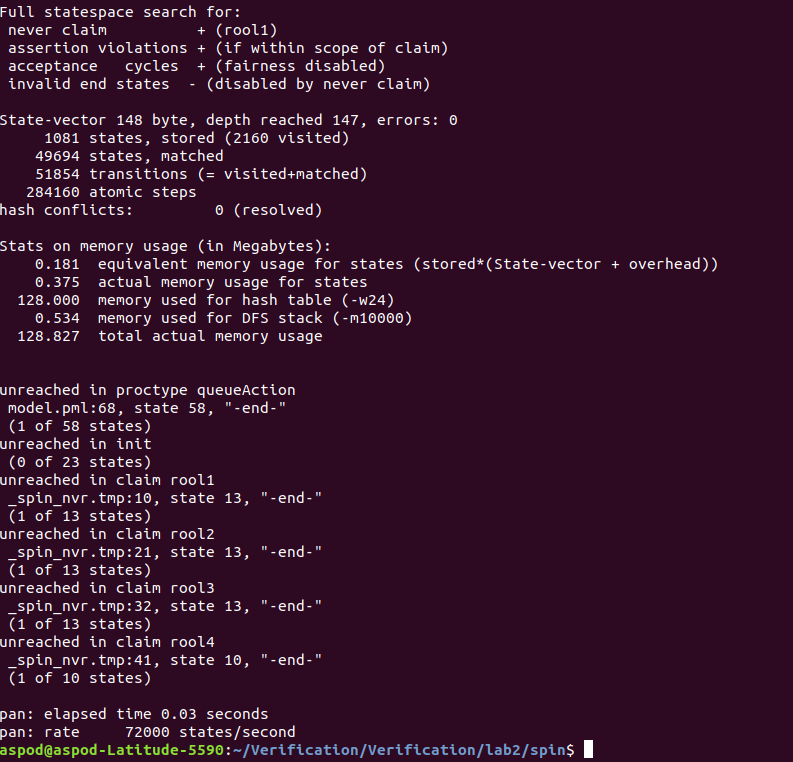 Full statespace search for:
 never claim          + (rool1)
 assertion violations + (if within scope of claim)
 acceptance   cycles  + (fairness disabled)
 invalid end states  - (disabled by never claim)

State-vector 148 byte, depth reached 147, errors: 0
     1081 states, stored (2160 visited)
    49694 states, matched
    51854 transitions (= visited+matched)
   284160 atomic steps
hash conflicts:         0 (resolved)

Stats on memory usage (in Megabytes):
    0.181  equivalent memory usage for states (stored*(State-vector + overhead))
    0.375  actual memory usage for states
  128.000  memory used for hash table (-w24)
    0.534  memory used for DFS stack (-m10000)
  128.827  total actual memory usage

unreached in proctype queueAction
 model.pml:68, state 58, "-end-"
 (1 of 58 states)
unreached in init
 (0 of 23 states)
unreached in claim rool1
 _spin_nvr.tmp:10, state 13, "-end-"
 (1 of 13 states)
unreached in claim rool2
 _spin_nvr.tmp:21, state 13, "-end-"
 (1 of 13 states)
unreached in claim rool3
 _spin_nvr.tmp:32, state 13, "-end-"
 (1 of 13 states)
unreached in claim rool4
 _spin_nvr.tmp:41, state 10, "-end-"
 (1 of 10 states)

pan: elapsed time 0.03 seconds
pan: rate     72000 states/second
aspod@aspod-Latitude-5590:~/Verification/Verification/lab2/spin$